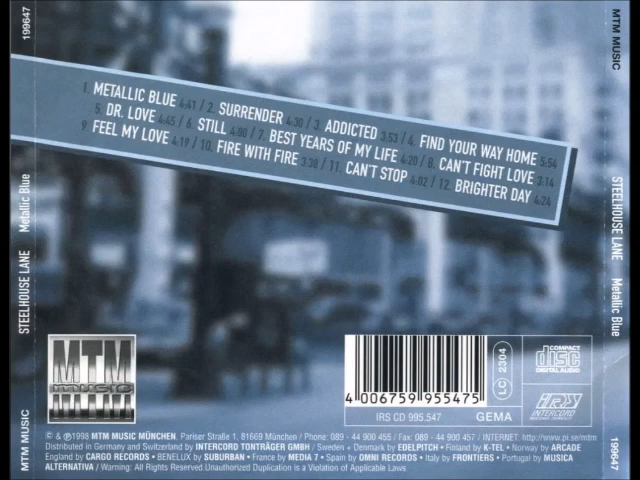 199647
MTM MUSIC
1. METALLIC BLUE 4:41 / 2. SURRENDER 4:30 / 3. ADDICTED 3:53 / 4. FIND YOUR WAY HOME 5:54
5. DR. LOVE 4:45 / 6. STILL 4:00 / 7. BEST YEARS OF MY LIFE 4:20 / 8. CAN'T FIGHT LOVE 3:14
9. FEEL MY LOVE 4:19 / 10. FIRE WITH FIRE 3:38 / 11. CAN'T STOP 4:02 / 12. BRIGHTER DAY 4:24
STEELHOUSE LANE Metallic Blue
STEELHOUSE LANE Metallic Blue
MTM
music
4 006759 955475
IRS CD 995.547 GEMA
LC 2304
COMPACT
disc
DIGITAL AUDIO
IRS
INTERCORD
MTM MUSIC
199647
© & ℗1998 MTM MUSIC MÜNCHEN. Pariser Straße 1. 81669 München / Phone: 089 - 44 900 455 / Fax: 089 - 44 900 457 / INTERNET: http://www.pi.se/mtm
Distributed in Germany and Switzerland by INTERCORD TONTRÄGER GMBH / Sweden + Denmark by EDELPITCH • Finland by K-TEL • Norway by ARCADE
England by CARGO RECORDS • BENELUX by SUBURBAN • France by MEDIA 7 • Spain by OMNI RECORDS • Italy by FRONTIERS • Portugal by MUSICA
ALTERNATIVA / Warning: All Rights Reserved.Unauthorized Duplication is a Violation of Applicable Laws